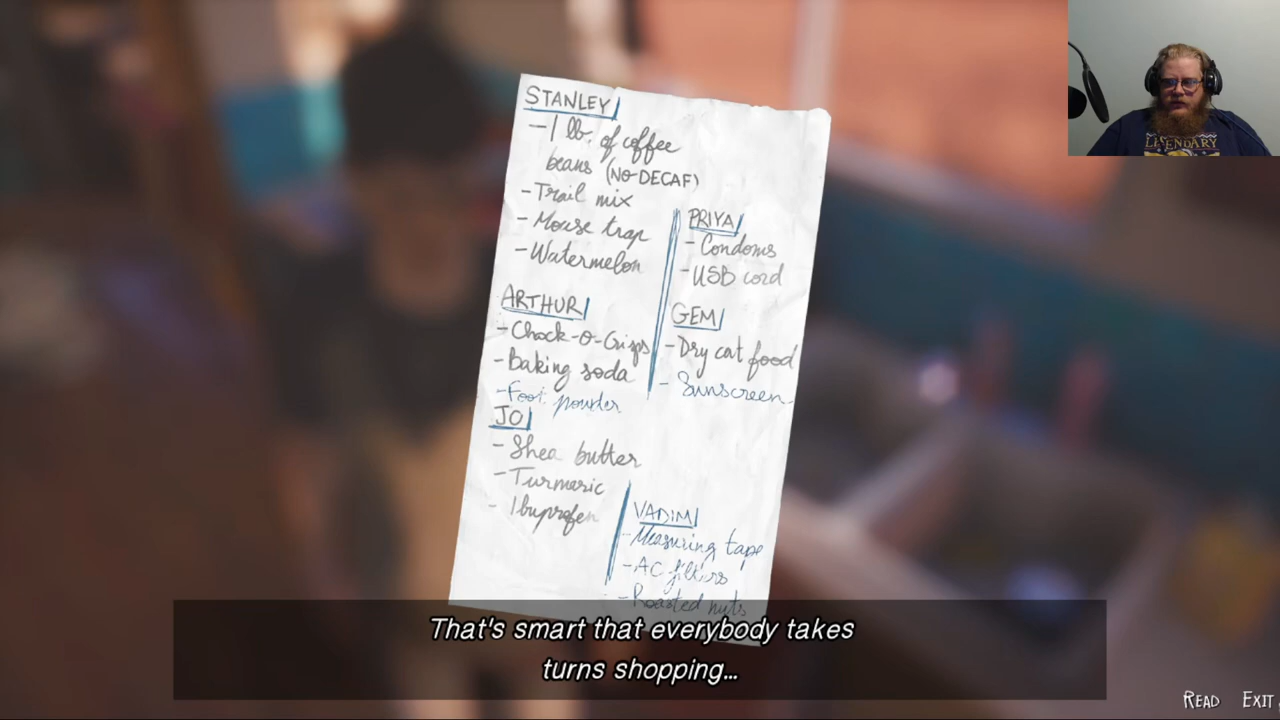 STANLEY
- 1 lb. of coffee
beans (NO DECAF)
- Trail mix
- Mouse trap
- Watermelon
ARTHUR
- Chock-o-Crisps
- Baking soda
- Foot powder
JO
- Shea butter
- Turmeric
- Ibuprofen
PRIYA
- Condoms
- USB cord
GEM
- Dry cat food
- Sunscreen
VADIM
- Measuring tape
- AC filters
- Roasted nuts
That's smart that everybody takes
turns shopping...
READ EXIT
LEGENDARY